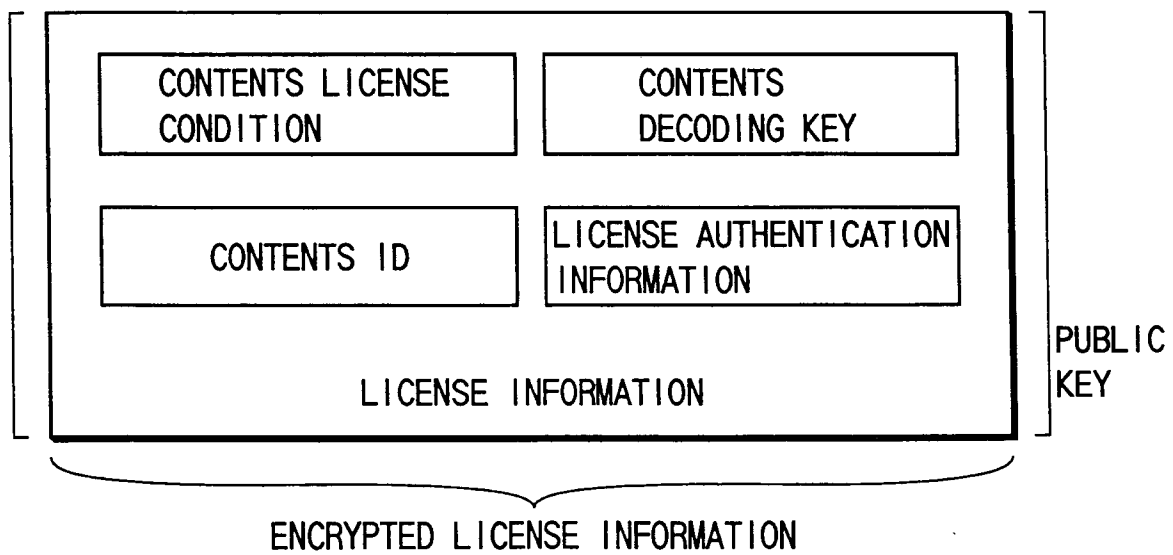 CONTENTS LICENSE
CONDITION
CONTENTS
DECODING KEY
CONTENTS ID
LICENSE AUTHENTICATION
INFORMATION
LICENSE INFORMATION
PUBLIC
KEY
ENCRYPTED LICENSE INFORMATION